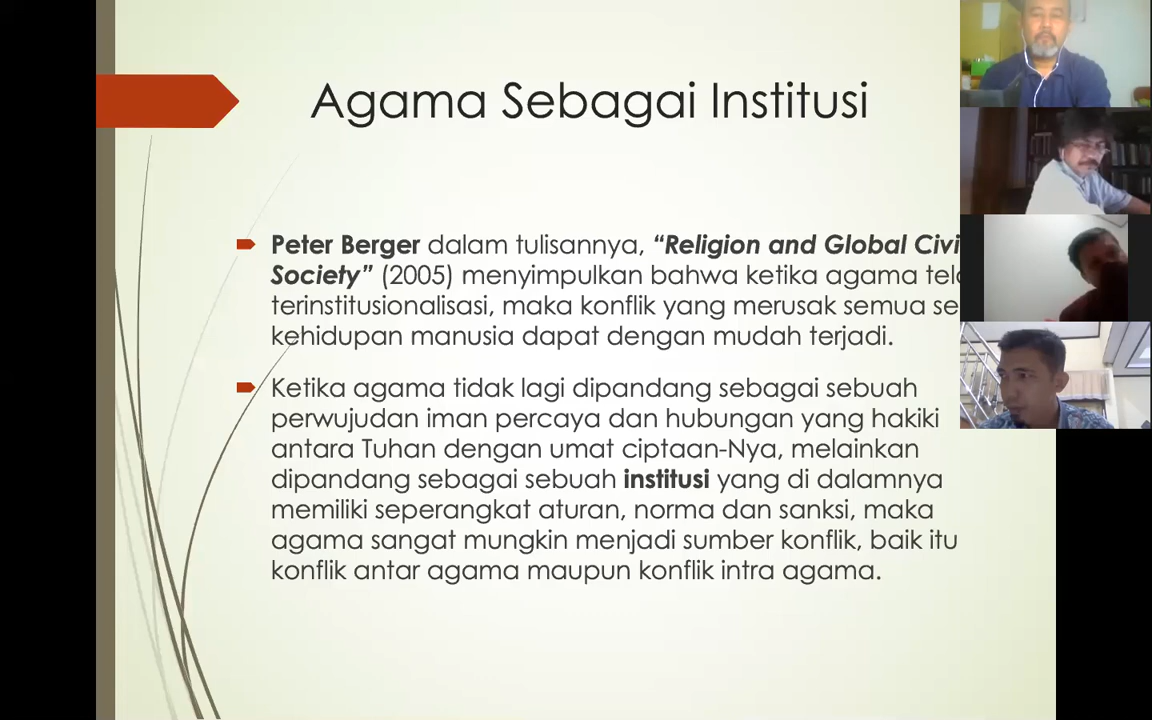 Agama Sebagai Institusi
Peter Berger dalam tulisannya, “Religion and Global
Society” (2005) menyimpulkan bahwa ketika agama
terinstitusionalisasi, maka konflik yang merusak semua
kehidupan manusia dapat dengan mudah terjadi.
Ketika agama tidak lagi dipandang sebagai sebuah
perwujudan iman percaya dan hubungan yang hakiki
antara Tuhan dengan umat ciptaan-Nya, melainkan
dipandang sebagai sebuah institusi yang di dalamnya
memiliki seperangkat aturan, norma dan sanksi, maka
agama sangat mungkin menjadi sumber konflik, baik itu
konflik antar agama maupun konflik intra agama.